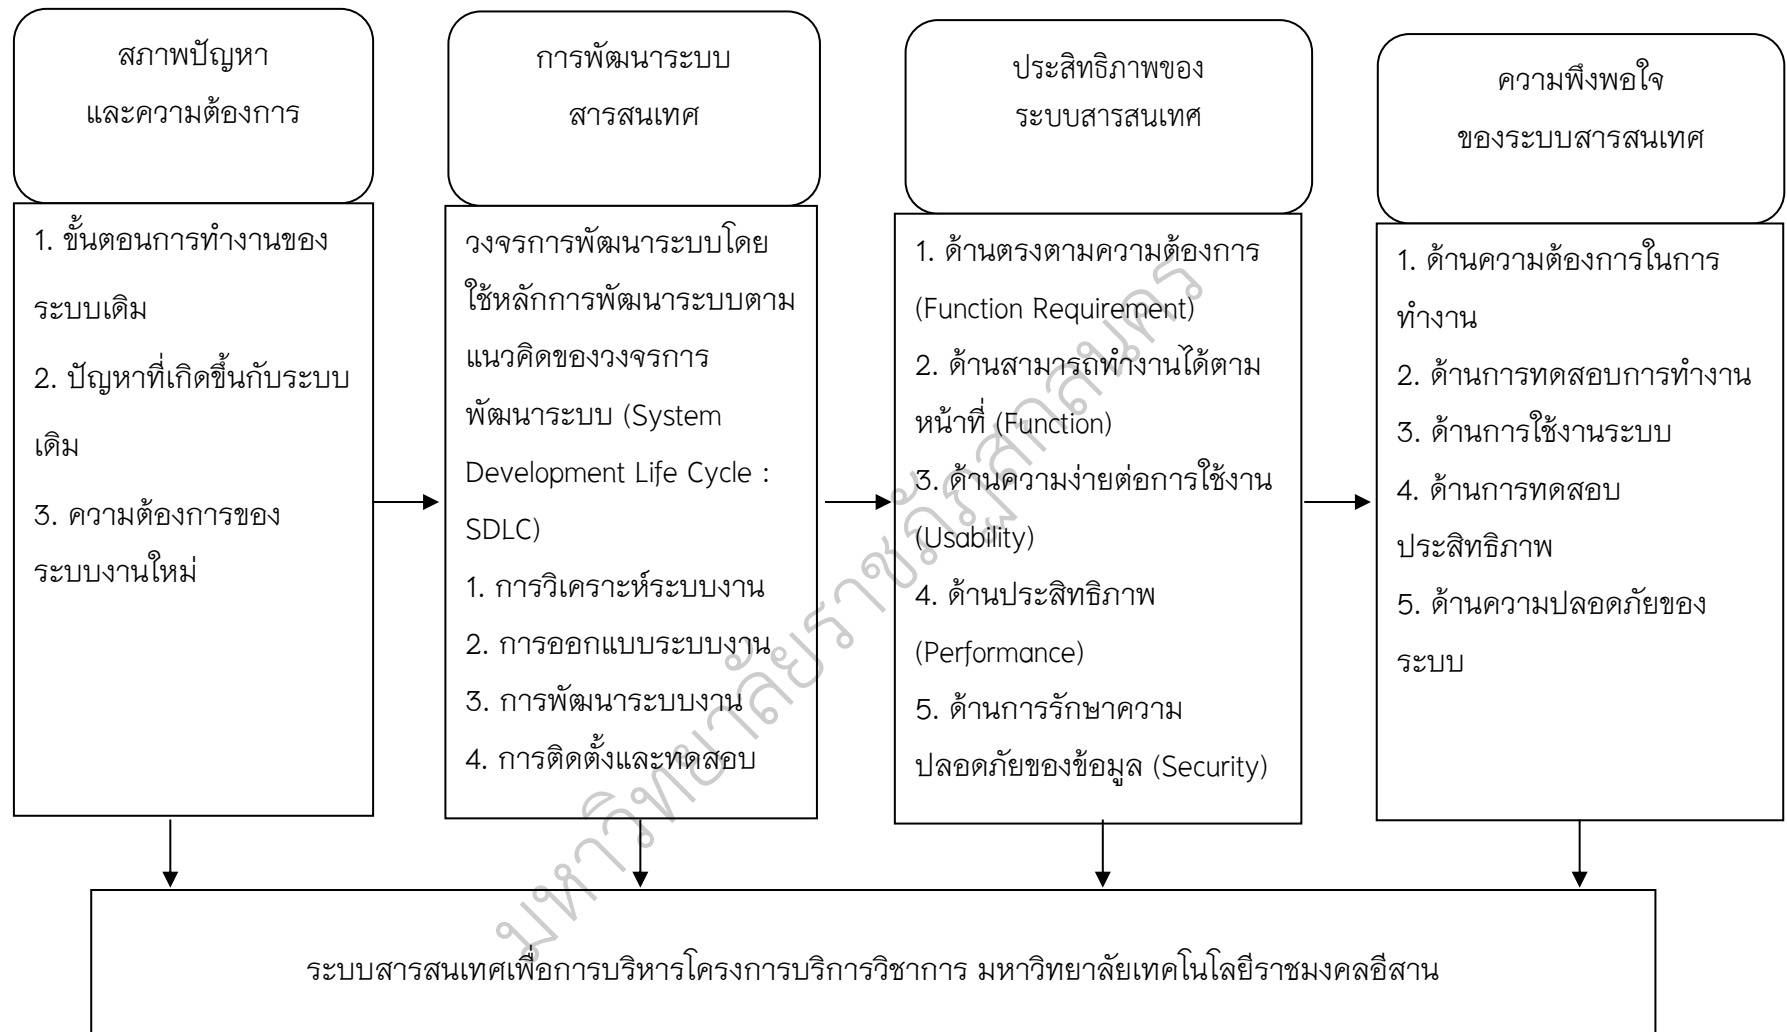 สภาพปัญหา
และความต้องการ
1. ขั้นตอนการทำงานของ
ระบบเดิม
2. ปัญหาที่เกิดขึ้นกับระบบ
เดิม
3. ความต้องการของ
ระบบงานใหม่
การพัฒนาระบบ
สารสนเทศ
วงจรการพัฒนาระบบโดย
ใช้หลักการพัฒนาระบบตาม
แนวคิดของวงจรการ
พัฒนาระบบ (System
Development Life Cycle :
SDLC)
1. การวิเคราะห์ระบบงาน
2. การออกแบบระบบงาน
3. การพัฒนาระบบงาน
4. การติดตั้งและทดสอบ
ประสิทธิภาพของ
ระบบสารสนเทศ
1. ด้านตรงตามความต้องการ
(Function Requirement)
2. ด้านสามารถทำงานได้ตาม
หน้าที่ (Function)
3. ด้านความง่ายต่อการใช้งาน
(Usability)
4. ด้านประสิทธิภาพ
(Performance)
5. ด้านการรักษาความ
ปลอดภัยของข้อมูล (Security)
ความพึงพอใจ
ของระบบสารสนเทศ
1. ด้านความต้องการในการ
ทำงาน
2. ด้านการทดสอบการทำงาน
3. ด้านการใช้งานระบบ
4. ด้านการทดสอบ
ประสิทธิภาพ
5. ด้านความปลอดภัยของ
ระบบ
ระบบสารสนเทศเพื่อการบริหารโครงการบริการวิชาการ มหาวิทยาลัยเทคโนโลยีราชมงคลอีสาน
มหาวิทยาลัยราชภัฏสกลนคร